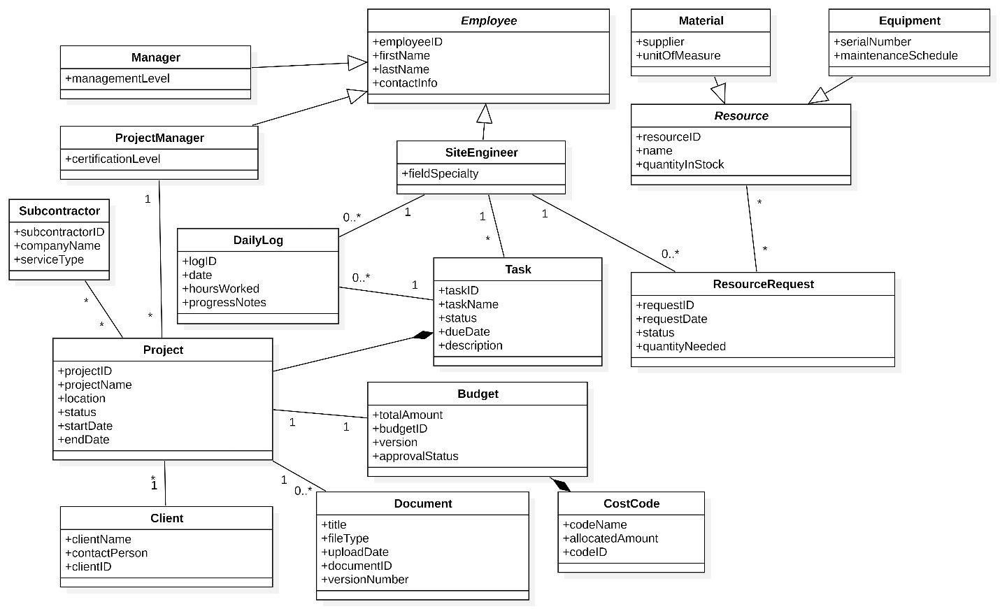 Employee
+employeeID
+firstName
+lastName
+contactInfo
Material
+supplier
+unitOfMeasure
Equipment
+serialNumber
+maintenanceSchedule
Manager
+managementLevel
Resource
+resourceID
+name
+quantityInStock
ProjectManager
+certificationLevel
SiteEngineer
+fieldSpecialty
1
*
Subcontractor
+subcontractorID
+companyName
+serviceType
*
*
0..*
1
1
*
1
0..*
*
*
DailyLog
+logID
+date
+hoursWorked
+progressNotes
0..*
1
Task
+taskID
+taskName
+status
+dueDate
+description
ResourceRequest
+requestID
+requestDate
+status
+quantityNeeded
Project
+projectID
+projectName
+location
+status
+startDate
+endDate
1
1
Budget
+totalAmount
+budgetID
+version
+approvalStatus
*
1
1
0..*
Client
+clientName
+contactPerson
+clientID
Document
+title
+fileType
+uploadDate
+documentID
+versionNumber
CostCode
+codeName
+allocatedAmount
+codeID